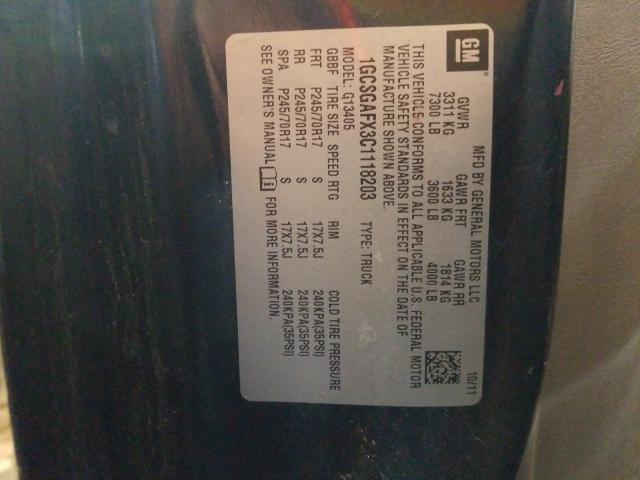 GM
®
MFD BY GENERAL MOTORS LLC 10/11
GVWR GAWR FRT GAWR RR
3311 KG 1633 KG 1814 KG
7300 LB 3600 LB 4000 LB
THIS VEHICLE CONFORMS TO ALL APPLICABLE U.S. FEDERAL MOTOR
VEHICLE SAFETY STANDARDS IN EFFECT ON THE DATE OF
MANUFACTURE SHOWN ABOVE.
1GCSGAFX3C1118203 TYPE: TRUCK
MODEL: G13405
GBBF TIRE SIZE SPEED RTG RIM COLD TIRE PRESSURE
FRT P245/70R17 S 17X7.5J 240KPA(35PSI)
RR P245/70R17 S 17X7.5J 240KPA(35PSI)
SPA P245/70R17 S 17X7.5J 240KPA(35PSI)
SEE OWNER'S MANUAL FOR MORE INFORMATION.